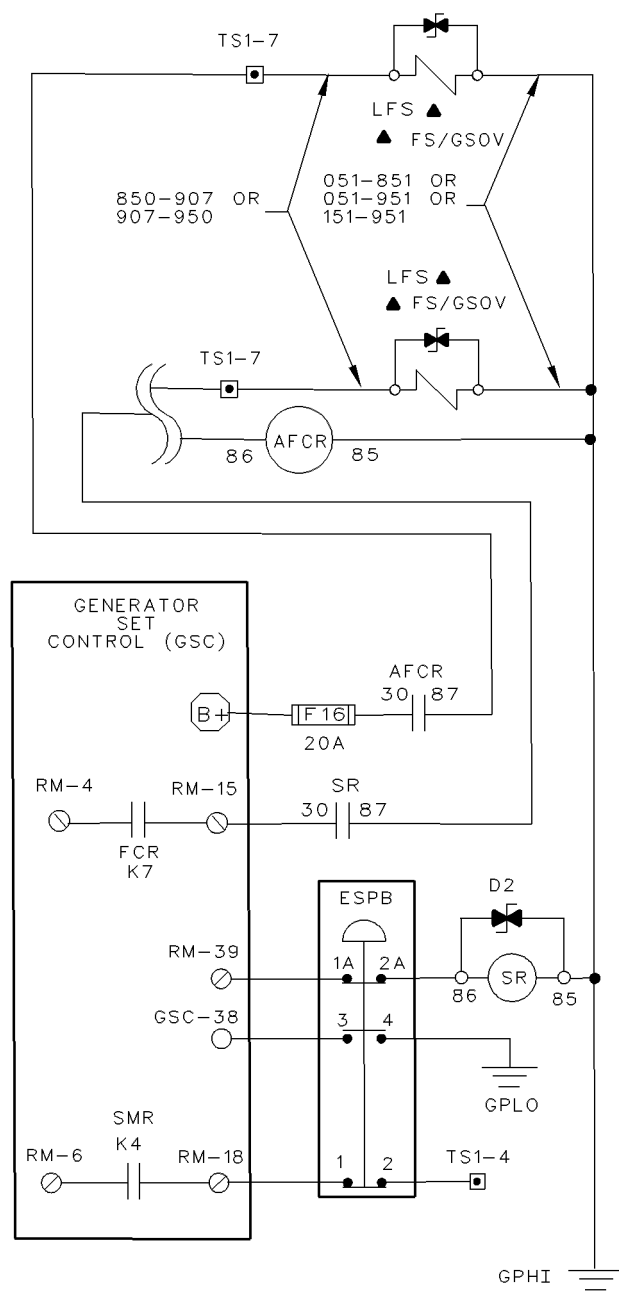 TS1-7
LFS ▲
▲ FS/GSOV
850-907 OR
907-950
051-851 OR
051-951 OR
151-951
LFS ▲
▲ FS/GSOV
TS1-7
86 AFCR 85
GENERATOR
SET
CONTROL (GSC)
AFCR
30 87
B+ F16
20A
RM-4 RM-15
SR
30 87
FCR
K7
ESPB
D2
RM-39
1A 2A
86 SR 85
GSC-38
3 4
GPLO
SMR
K4
RM-6 RM-18
1 2 TS1-4
GPHI